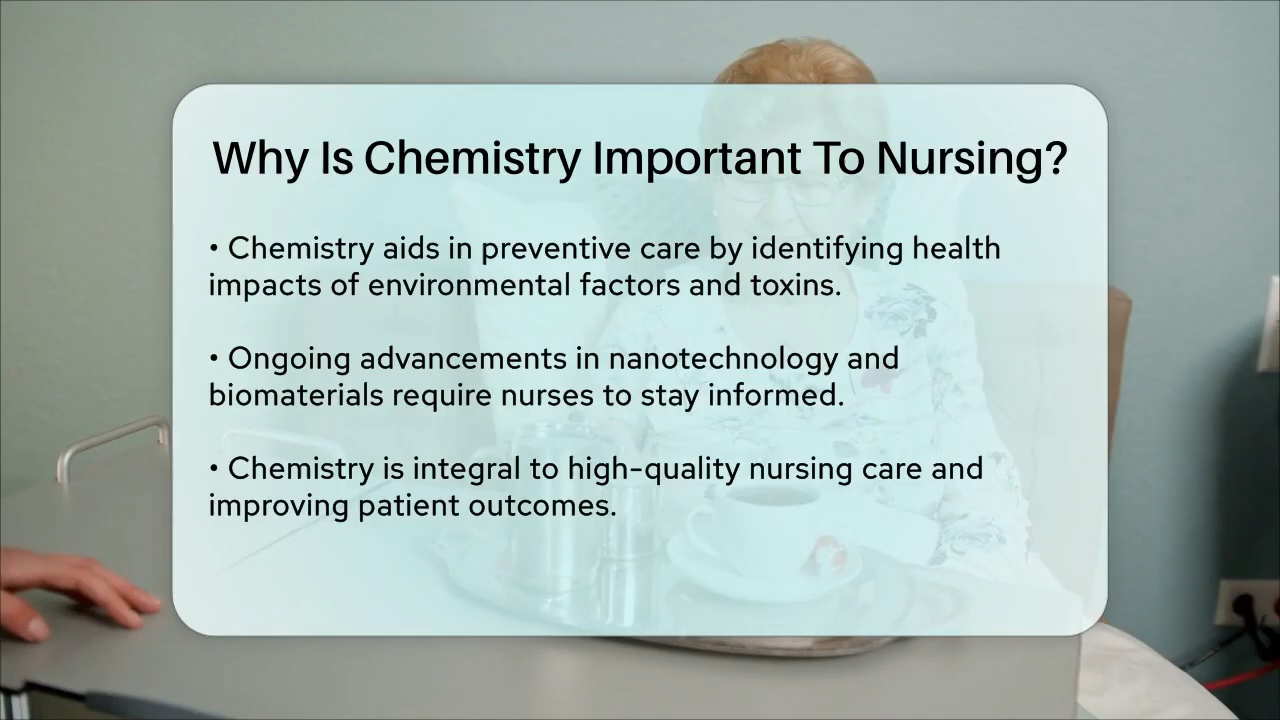 Why Is Chemistry Important To Nursing?
• Chemistry aids in preventive care by identifying health
impacts of environmental factors and toxins.
• Ongoing advancements in nanotechnology and
biomaterials require nurses to stay informed.
• Chemistry is integral to high-quality nursing care and
improving patient outcomes.